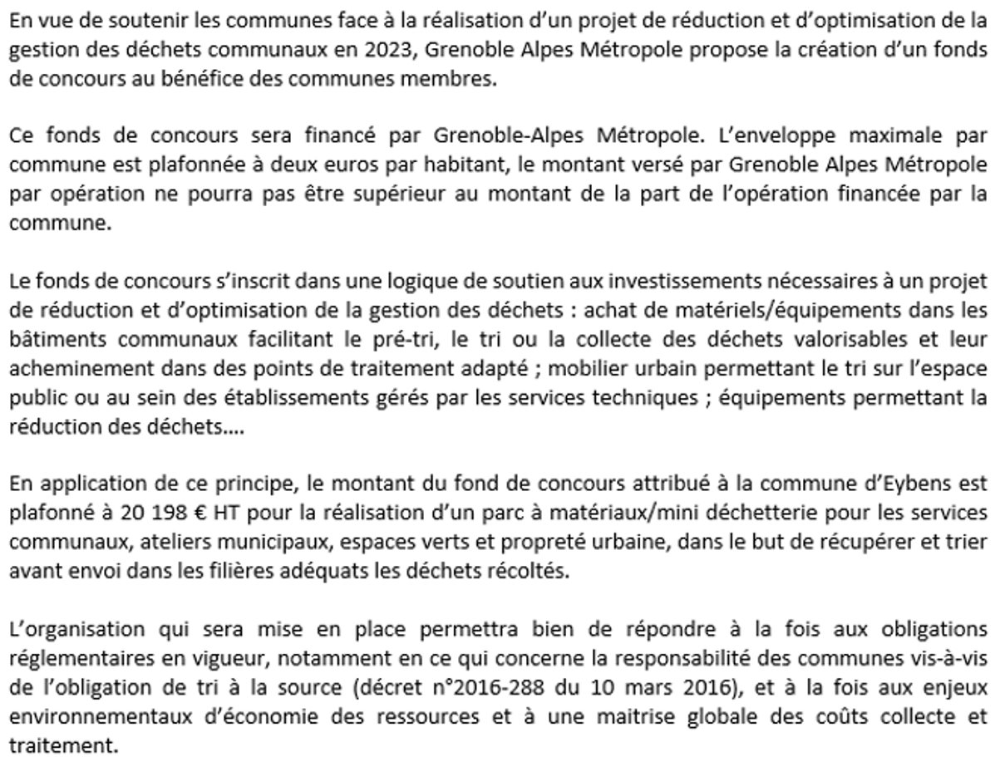 En vue de soutenir les communes face à la réalisation d’un projet de réduction et d’optimisation de la
gestion des déchets communaux en 2023, Grenoble Alpes Métropole propose la création d’un fonds
de concours au bénéfice des communes membres.
Ce fonds de concours sera financé par Grenoble-Alpes Métropole. L’enveloppe maximale par
commune est plafonnée à deux euros par habitant, le montant versé par Grenoble Alpes Métropole
par opération ne pourra pas être supérieur au montant de la part de l’opération financée par la
commune.
Le fonds de concours s’inscrit dans une logique de soutien aux investissements nécessaires à un projet
de réduction et d’optimisation de la gestion des déchets : achat de matériels/équipements dans les
bâtiments communaux facilitant le pré-tri, le tri ou la collecte des déchets valorisables et leur
acheminement dans des points de traitement adapté ; mobilier urbain permettant le tri sur l’espace
public ou au sein des établissements gérés par les services techniques ; équipements permettant la
réduction des déchets....
En application de ce principe, le montant du fond de concours attribué à la commune d’Eybens est
plafonné à 20 198 € HT pour la réalisation d’un parc à matériaux/mini déchetterie pour les services
communaux, ateliers municipaux, espaces verts et propreté urbaine, dans le but de récupérer et trier
avant envoi dans les filières adéquats les déchets récoltés.
L’organisation qui sera mise en place permettra bien de répondre à la fois aux obligations
réglementaires en vigueur, notamment en ce qui concerne la responsabilité des communes vis-à-vis
de l’obligation de tri à la source (décret n°2016-288 du 10 mars 2016), et à la fois aux enjeux
environnementaux d’économie des ressources et à une maitrise globale des coûts collecte et
traitement.